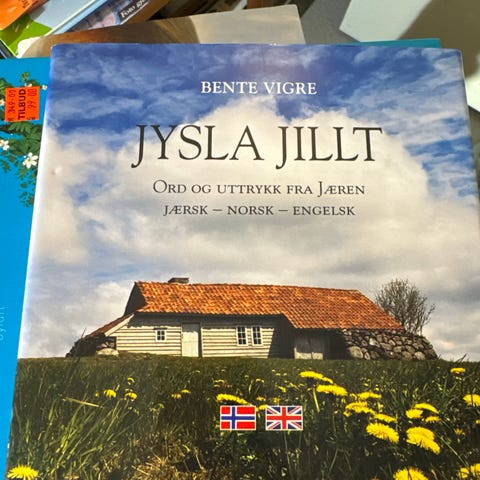 BENTE VIGRE
JYSLA JILLT
ORD OG UTTRYKK FRA JÆREN
JÆRSK – NORSK – ENGELSK
TILBUD